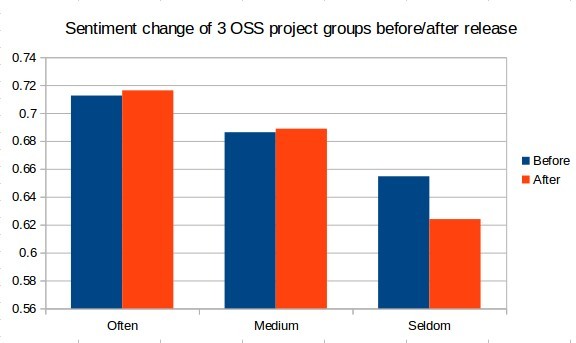 Sentiment change of 3 OSS project groups before/after release
0.74
0.72
0.7
0.68
0.66
0.64
0.62
0.6
0.58
0.56
Often Medium Seldom
Before
After